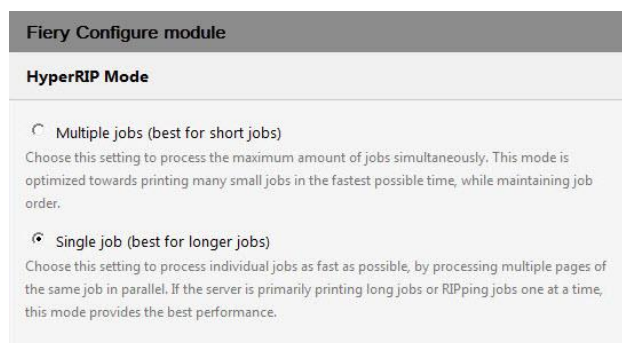 Fiery Configure module
HyperRIP Mode
Multiple jobs (best for short jobs)
Choose this setting to process the maximum amount of jobs simultaneously. This mode is
optimized towards printing many small jobs in the fastest possible time, while maintaining job
order.
Single job (best for longer jobs)
Choose this setting to process individual jobs as fast as possible, by processing multiple pages of
the same job in parallel. If the server is primarily printing long jobs or RIPping jobs one at a time,
this mode provides the best performance.